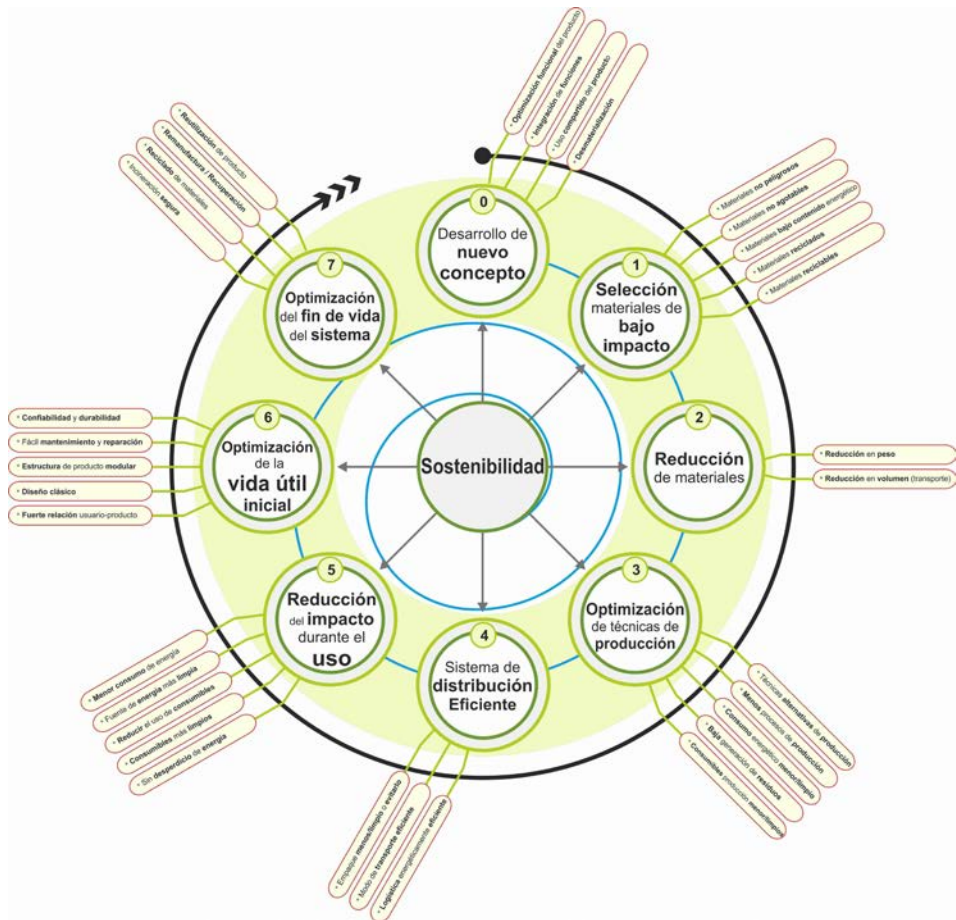 Sostenibilidad
0
Desarrollo de
nuevo
concepto
• Optimización funcional del producto
• Integración de funciones
• Uso compartido del producto
• Desmaterialización
1
Selección
materiales de
bajo
impacto
• Materiales no peligrosos
• Materiales no agotables
• Materiales bajo contenido energético
• Materiales reciclados
• Materiales reciclables
2
Reducción
de materiales
• Reducción en peso
• Reducción en volumen (transporte)
3
Optimización
de técnicas de
producción
• Técnicas alternativas de producción
• Menos procesos de producción
• Consumo energético menor/limpio
• Baja generación de residuos
• Consumibles producción menor/limpios
4
Sistema de
distribución
Eficiente
• Empaque menos/limpio o evitarlo
• Modo de transporte eficiente
• Logística energéticamente eficiente
5
Reducción
del impacto
durante el
uso
• Menor consumo de energía
• Fuente de energía más limpia
• Reducir el uso de consumibles
• Consumibles más limpios
• Sin desperdicio de energía
6
Optimización
de la
vida útil
inicial
• Confiabilidad y durabilidad
• Fácil mantenimiento y reparación
• Estructura de producto modular
• Diseño clásico
• Fuerte relación usuario-producto
7
Optimización
del fin de vida
del sistema
• Reutilización de producto
• Remanufactura / Recuperación
• Reciclado de materiales
• Incineración segura